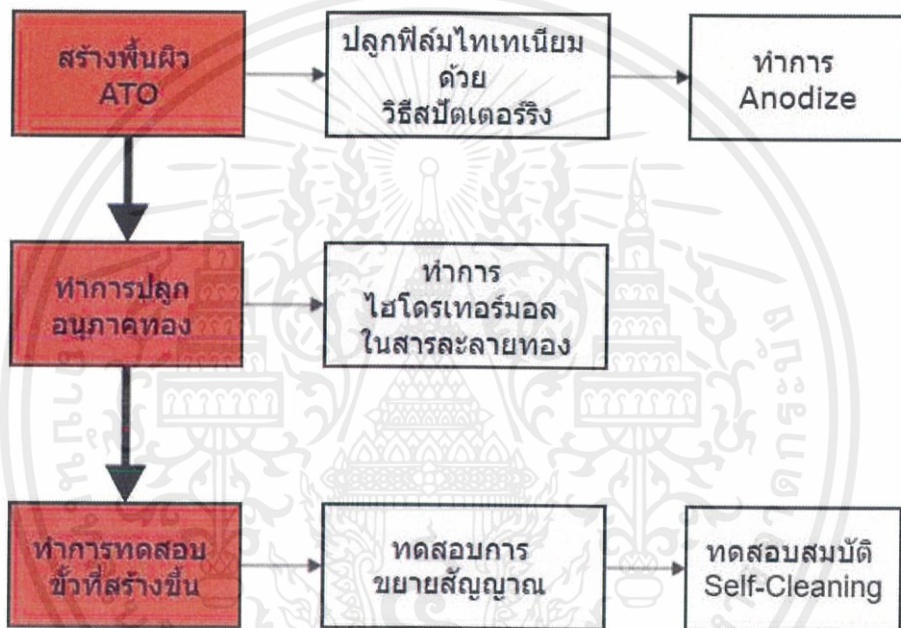 สร้างพื้นผิว
ATO
ปลูกฟิล์มไทเทเนียม
ด้วย
วิธีสปัตเตอร์ริง
ทำการ
Anodize
ทำการปลูก
อนุภาคทอง
ทำการ
ไฮโดรเทอร์มอล
ในสารละลายทอง
ทำการทดสอบ
ขั้วที่สร้างขึ้น
ทดสอบการ
ขยายสัญญาณ
ทดสอบสมบัติ
Self-Cleaning